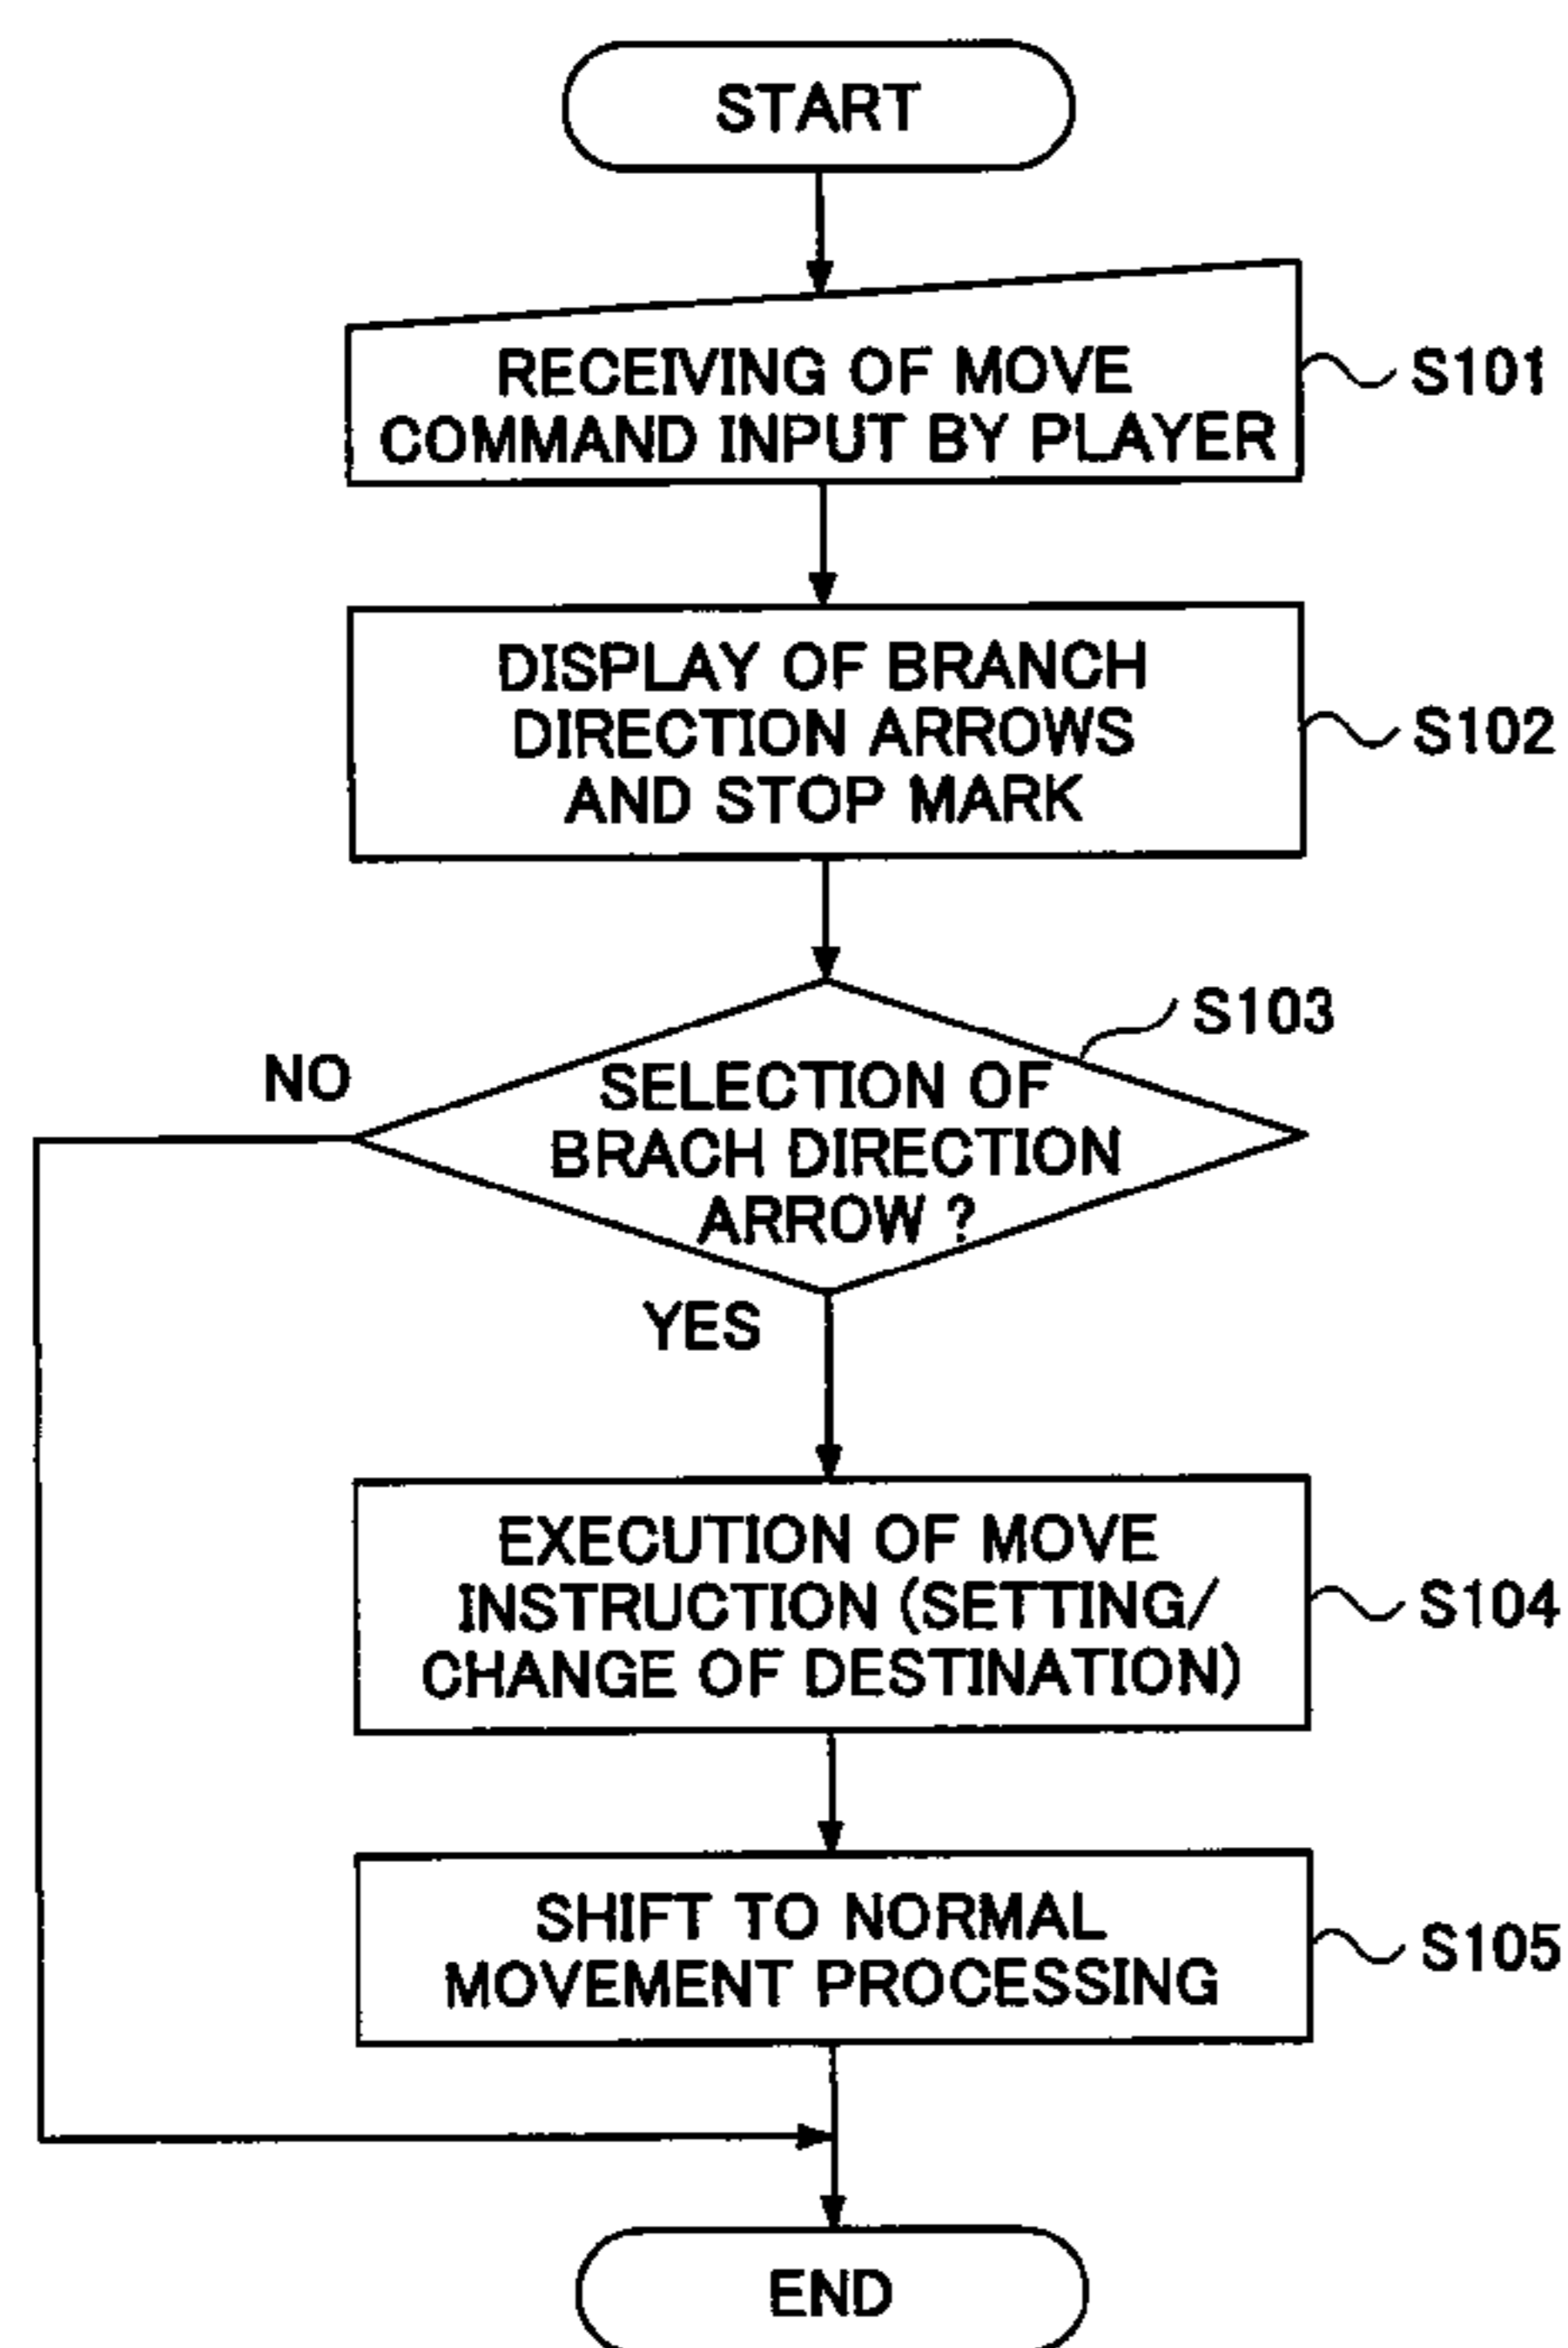 START
RECEIVING OF MOVE
COMMAND INPUT BY PLAYER
S101
DISPLAY OF BRANCH
DIRECTION ARROWS
AND STOP MARK
S102
S103
SELECTION OF
BRACH DIRECTION
ARROW ?
NO
YES
EXECUTION OF MOVE
INSTRUCTION (SETTING/
CHANGE OF DESTINATION)
S104
SHIFT TO NORMAL
MOVEMENT PROCESSING
S105
END